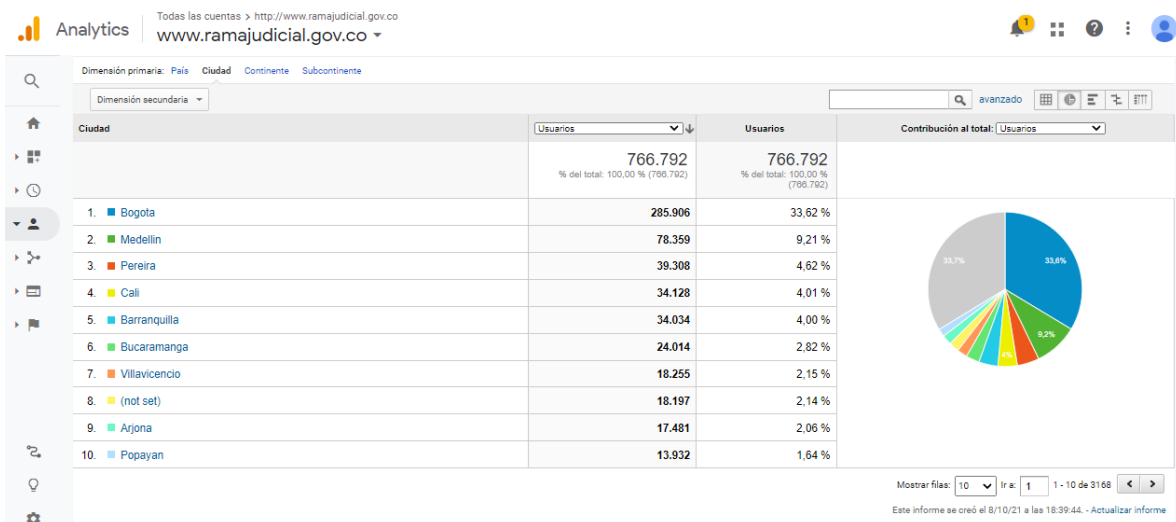 Analytics
Todas las cuentas > http://www.ramajudicial.gov.co
www.ramajudicial.gov.co
1
Dimensión primaria: País Ciudad Continente Subcontinente
Dimensión secundaria
avanzado
Ciudad Usuarios Usuarios Contribución al total: Usuarios
766.792 766.792
% del total: 100,00 % (766.792) % del total: 100,00 %
(766.792)
1. Bogota 285.906 33,62 %
2. Medellin 78.359 9,21 %
3. Pereira 39.308 4,62 %
4. Cali 34.128 4,01 %
5. Barranquilla 34.034 4,00 %
6. Bucaramanga 24.014 2,82 %
7. Villavicencio 18.255 2,15 %
8. (not set) 18.197 2,14 %
9. Arjona 17.481 2,06 %
10. Popayan 13.932 1,64 %
33,7% 33,6%
9,2%
4%
Mostrar filas: 10 Ir a: 1 1 - 10 de 3168
Este informe se creó el 8/10/21 a las 18:39:44. - Actualizar informe